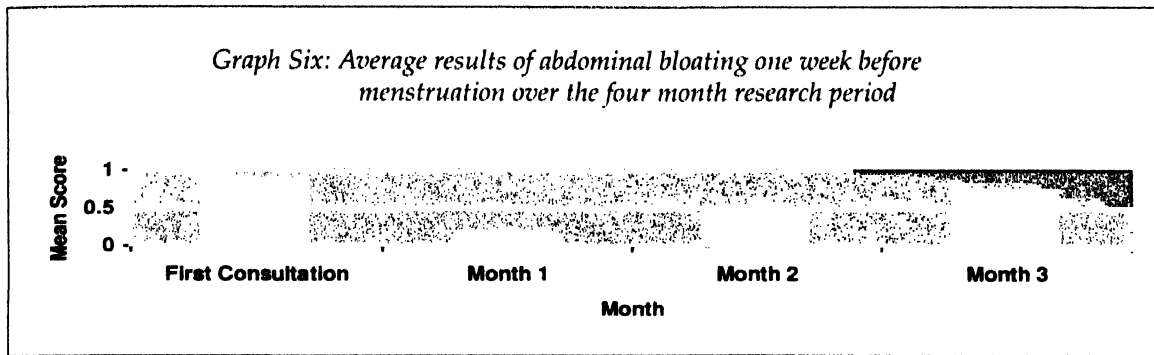 Graph Six: Average results of abdominal bloating one week before
menstruation over the four month research period
Mean Score
1
0.5
0
First Consultation Month 1 Month 2 Month 3
Month